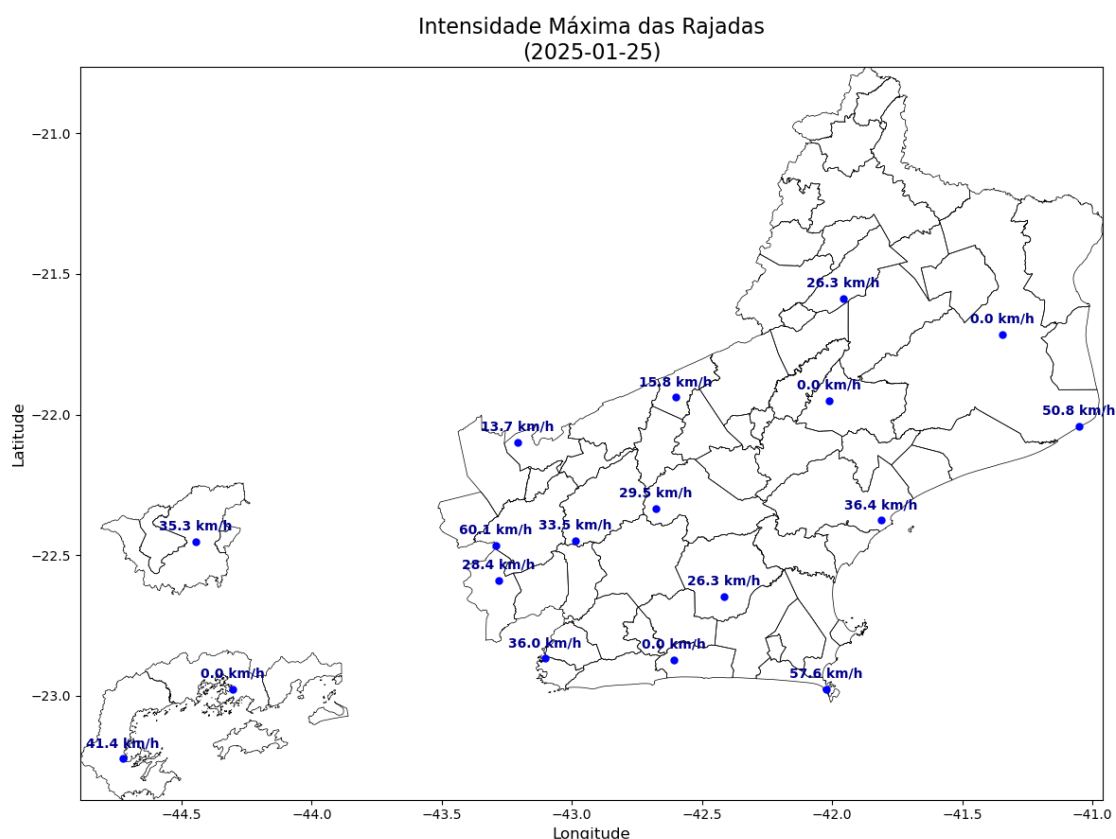 Intensidade Máxima das Rajadas
(2025-01-25)
−21.0
−21.5
26.3 km/h
0.0 km/h
15.8 km/h
0.0 km/h
−22.0
50.8 km/h
13.7 km/h
Latitude
29.5 km/h
36.4 km/h
35.3 km/h
60.1 km/h
33.5 km/h
−22.5
28.4 km/h
26.3 km/h
36.0 km/h
0.0 km/h
0.0 km/h
57.6 km/h
−23.0
41.4 km/h
−44.5
−44.0
−43.5
−43.0
−42.5
−42.0
−41.5
−41.0
Longitude